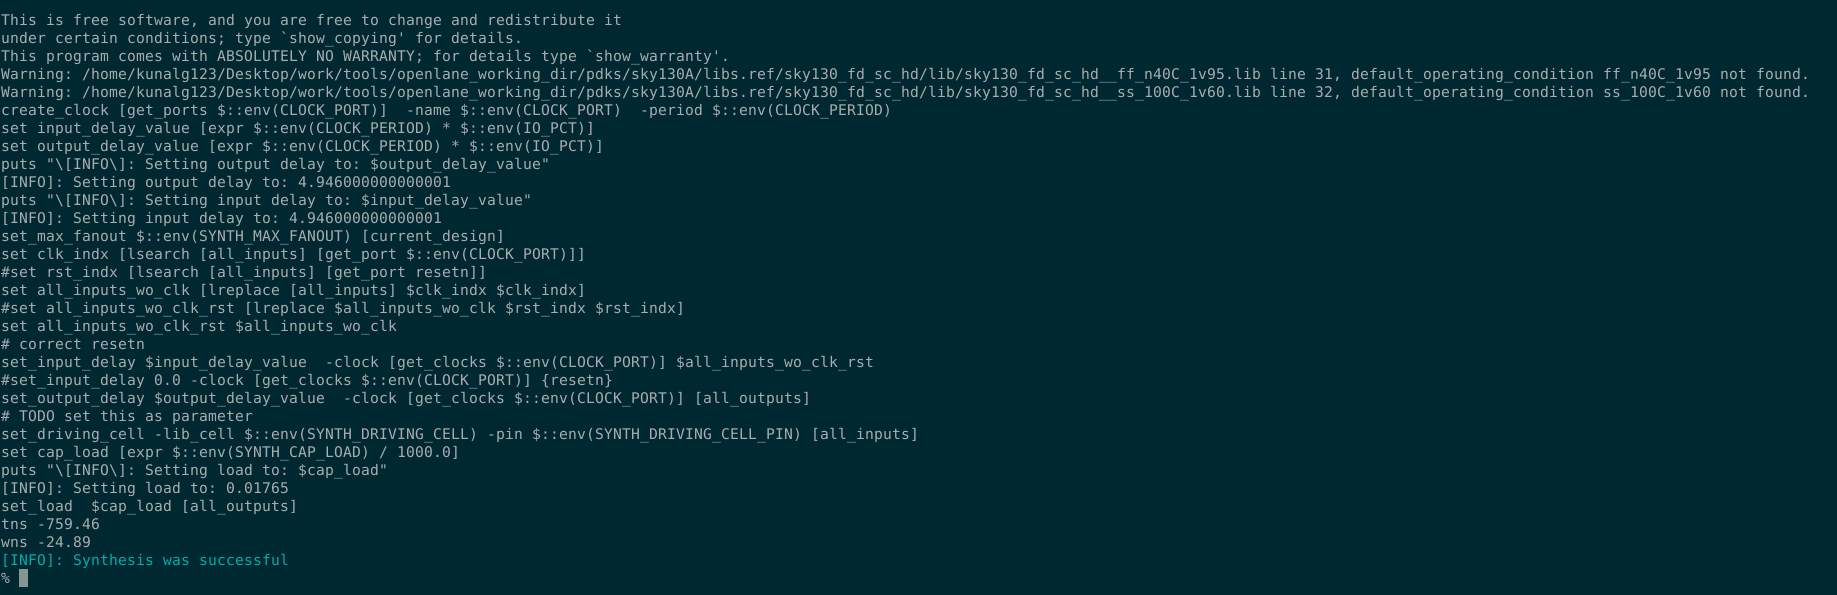 This is free software, and you are free to change and redistribute it
under certain conditions; type `show_copying' for details.
This program comes with ABSOLUTELY NO WARRANTY; for details type `show_warranty'.
Warning: /home/kunalg123/Desktop/work/tools/openlane_working_dir/pdks/sky130A/libs.ref/sky130_fd_sc_hd/lib/sky130_fd_sc_hd__ff_n40C_1v95.lib line 31, default_operating_condition ff_n40C_1v95 not found.
Warning: /home/kunalg123/Desktop/work/tools/openlane_working_dir/pdks/sky130A/libs.ref/sky130_fd_sc_hd/lib/sky130_fd_sc_hd__ss_100C_1v60.lib line 32, default_operating_condition ss_100C_1v60 not found.
create_clock [get_ports $::env(CLOCK_PORT)]  -name $::env(CLOCK_PORT)  -period $::env(CLOCK_PERIOD)
set input_delay_value [expr $::env(CLOCK_PERIOD) * $::env(IO_PCT)]
set output_delay_value [expr $::env(CLOCK_PERIOD) * $::env(IO_PCT)]
puts "\[INFO\]: Setting output delay to: $output_delay_value"
[INFO]: Setting output delay to: 4.946000000000001
puts "\[INFO\]: Setting input delay to: $input_delay_value"
[INFO]: Setting input delay to: 4.946000000000001
set_max_fanout $::env(SYNTH_MAX_FANOUT) [current_design]
set clk_indx [lsearch [all_inputs] [get_port $::env(CLOCK_PORT)]]
#set rst_indx [lsearch [all_inputs] [get_port resetn]]
set all_inputs_wo_clk [lreplace [all_inputs] $clk_indx $clk_indx]
#set all_inputs_wo_clk_rst [lreplace $all_inputs_wo_clk $rst_indx $rst_indx]
set all_inputs_wo_clk_rst $all_inputs_wo_clk
# correct resetn
set_input_delay $input_delay_value  -clock [get_clocks $::env(CLOCK_PORT)] $all_inputs_wo_clk_rst
#set_input_delay 0.0 -clock [get_clocks $::env(CLOCK_PORT)] {resetn}
set_output_delay $output_delay_value  -clock [get_clocks $::env(CLOCK_PORT)] [all_outputs]
# TODO set this as parameter
set_driving_cell -lib_cell $::env(SYNTH_DRIVING_CELL) -pin $::env(SYNTH_DRIVING_CELL_PIN) [all_inputs]
set cap_load [expr $::env(SYNTH_CAP_LOAD) / 1000.0]
puts "\[INFO\]: Setting load to: $cap_load"
[INFO]: Setting load to: 0.01765
set_load  $cap_load [all_outputs]
tns -759.46
wns -24.89
[INFO]: Synthesis was successful
%